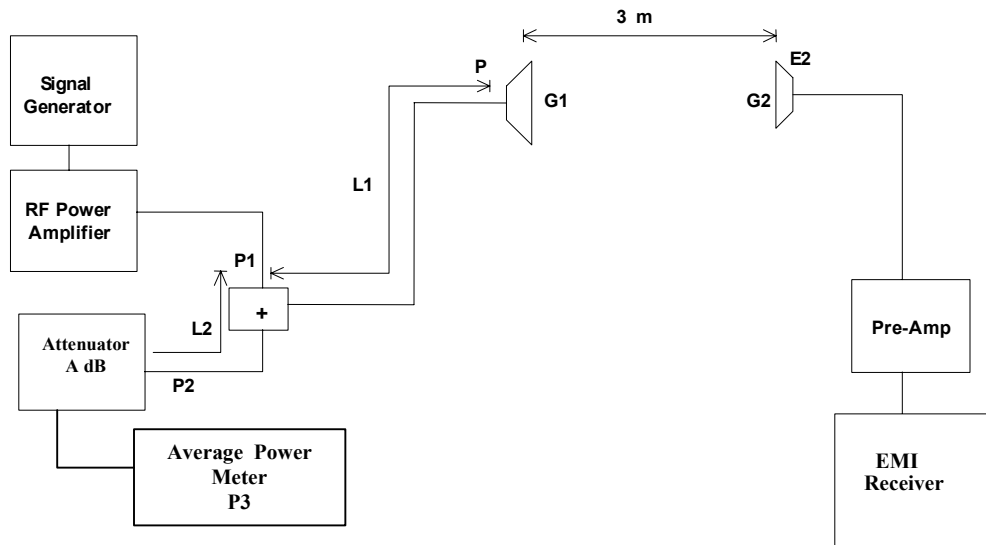 3 m
Signal
Generator
P
E2
G1
G2
L1
RF Power
Amplifier
P1
+
L2
Attenuator
A dB
P2
Pre-Amp
Average Power
Meter
P3
EMI
Receiver